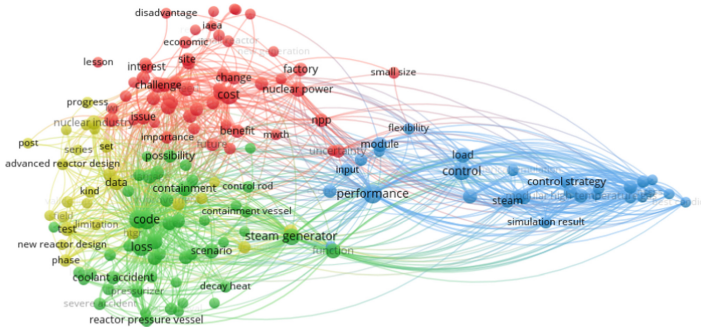 disadvantage
iaea
economic
site
lesson
interest
factory
small size
challenge
change
nuclear power
cost
progress
nuclear industry
issue
npp
flexibility
importance
benefit
mwth
post
series
set
future
module
possibility
uncertainty
load
advanced reactor design
input
control
data
kind
containment
control rod
performance
control strategy
steam
code
containment vessel
field
limitation
test
high
simulation result
new reactor design
loss
steam generator
scenario
function
phase
coolant accident
decay heat
pressurizer
severe accident
reactor pressure vessel